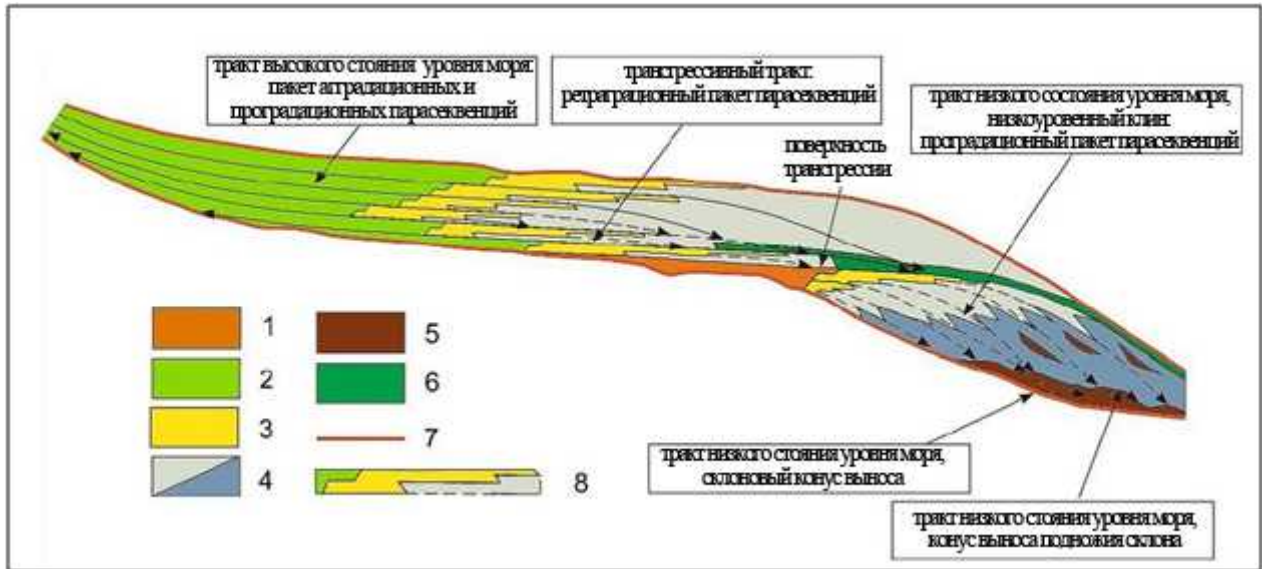 тракт высокого стояния уровня моря:
пакет аградационных и
проградационных парасеквенций
трансгрессивный тракт:
ретраградионный пакет парасеквенций
тракт низкого состояния уровня моря,
низкоуровенный клин:
проградационный пакет парасеквенций
поверхность
трансгрессии
1
2
3
4
5
6
7
8
тракт низкого стояния уровня моря,
склоновый конус выноса
тракт низкого стояния уровня моря,
конус выноса подножия склона